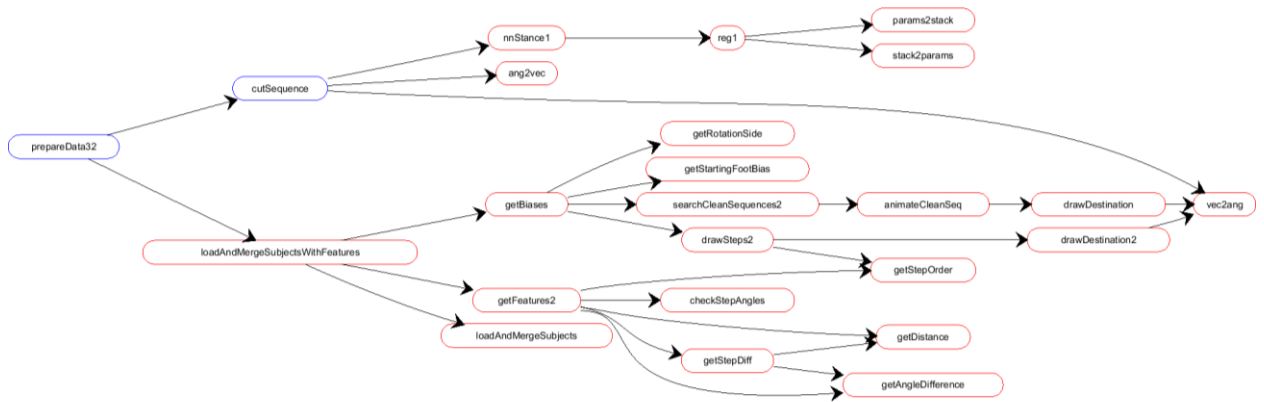 params2stack
nnStance1
reg1
stack2params
ang2vec
cutSequence
getRotationSide
prepareData32
getStartingFootBias
getBiases
searchCleanSequences2
animateCleanSeq
drawDestination
vec2ang
drawSteps2
drawDestination2
loadAndMergeSubjectsWithFeatures
getStepOrder
getFeatures2
checkStepAngles
loadAndMergeSubjects
getDistance
getStepDiff
getAngleDifference